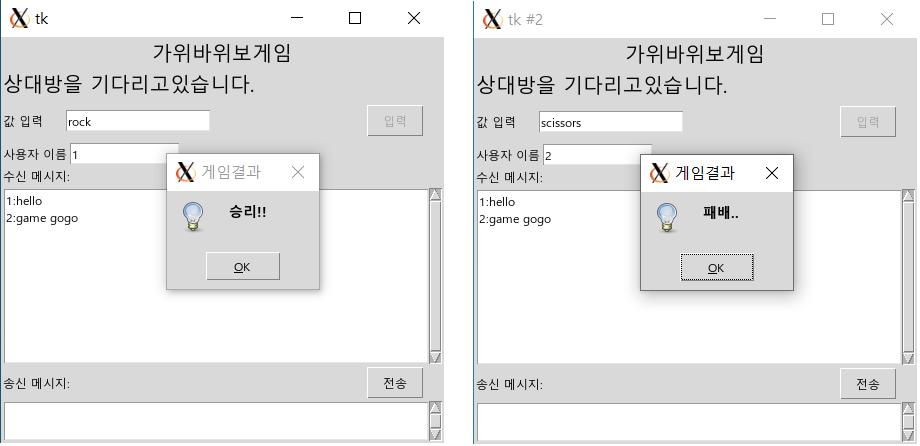 tk
가위바위보게임
상대방을 기다리고있습니다.
값 입력 rock 입력
사용자 이름 1
수신 메시지:
1:hello
2:game gogo
게임결과
승리!!
OK
송신 메시지: 전송
tk #2
가위바위보게임
상대방을 기다리고있습니다.
값 입력 scissors 입력
사용자 이름 2
수신 메시지:
1:hello
2:game gogo
게임결과
패배..
OK
송신 메시지: 전송